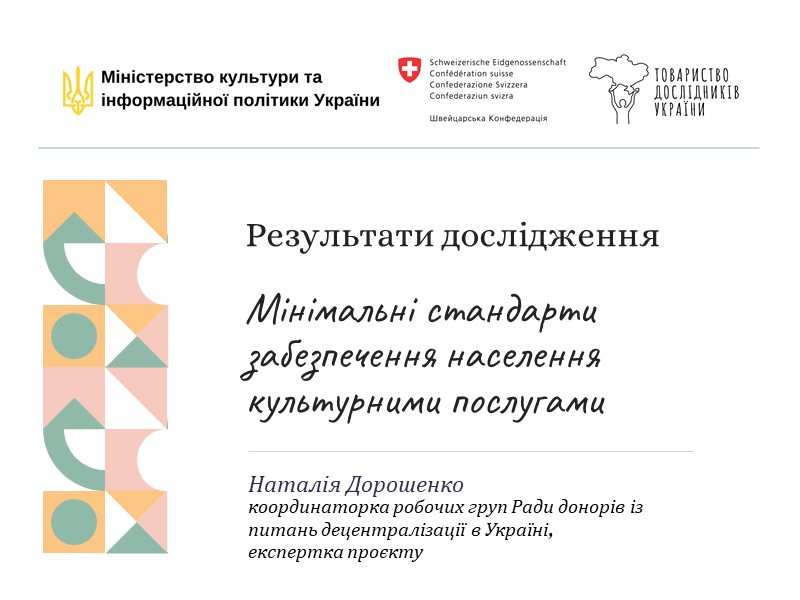 Міністерство культури та
інформаційної політики України
Schweizerische Eidgenossenschaft
Confédération suisse
Confederazione Svizzera
Confederaziun svizra
Швейцарська Конфедерація
ТОВАРИСТВО
ДОСЛІДНИКІВ
УКРАЇНИ
Результати дослідження
Мінімальні стандарти
забезпечення населення
культурними послугами
Наталія Дорошенко
координаторка робочих груп Ради донорів із
питань децентралізації в Україні,
експертка проєкту